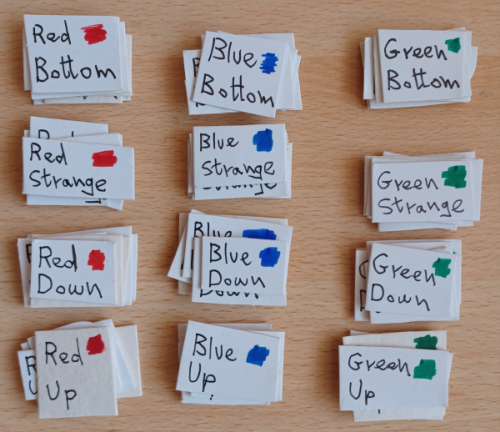 Red
Bottom
Blue
Bottom
Green
Bottom
Red
Strange
Blue
Strange
Green
Strange
Red
Down
Blue
Blue
Down
Green
Down
Red
Up
Blue
Up
Green
Up